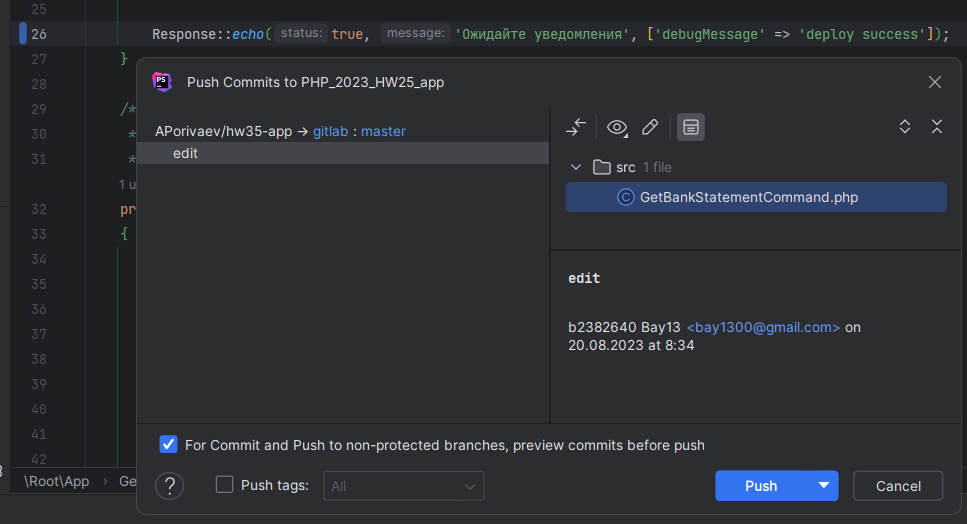 25
26 Response::echo( status: true, message: 'Ожидайте уведомления', ['debugMessage' => 'deploy success']);
27 }
28
Push Commits to PHP_2023_HW25_app
29 /*
30 *
31 *
1 u
32 pr
33 {
34
35
36
37
38
39
40
41
42
APorivaev/hw35-app → gitlab : master
edit
src 1 file
GetBankStatementCommand.php
edit
b2382640 Bay13 <bay1300@gmail.com> on
20.08.2023 at 8:34
For Commit and Push to non-protected branches, preview commits before push
\Root\App › Ge
? Push tags: All
Push Cancel